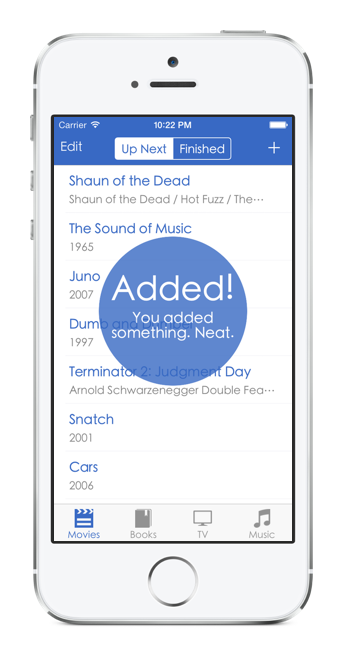 Carrier 10:22 PM
Edit Up Next Finished +
Shaun of the Dead
Shaun of the Dead / Hot Fuzz / The···
The Sound of Music
1965
Juno
2007
Added!
You added
something. Neat.
Dumb and Dumber
1997
Terminator 2: Judgment Day
Arnold Schwarzenegger Double Fea···
Snatch
2001
Cars
2006
Movies Books TV Music